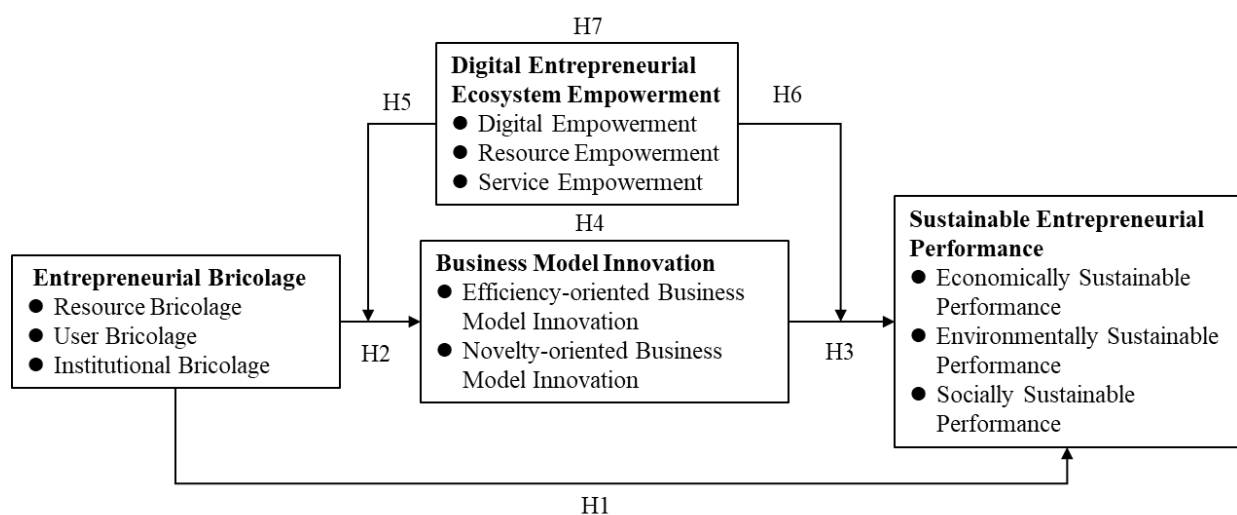 H7
Digital Entrepreneurial
Ecosystem Empowerment
● Digital Empowerment
● Resource Empowerment
● Service Empowerment
H5
H6
H4
Entrepreneurial Bricolage
● Resource Bricolage
● User Bricolage
● Institutional Bricolage
H2
Business Model Innovation
● Efficiency-oriented Business
Model Innovation
● Novelty-oriented Business
Model Innovation
H3
Sustainable Entrepreneurial
Performance
● Economically Sustainable
Performance
● Environmentally Sustainable
Performance
● Socially Sustainable
Performance
H1